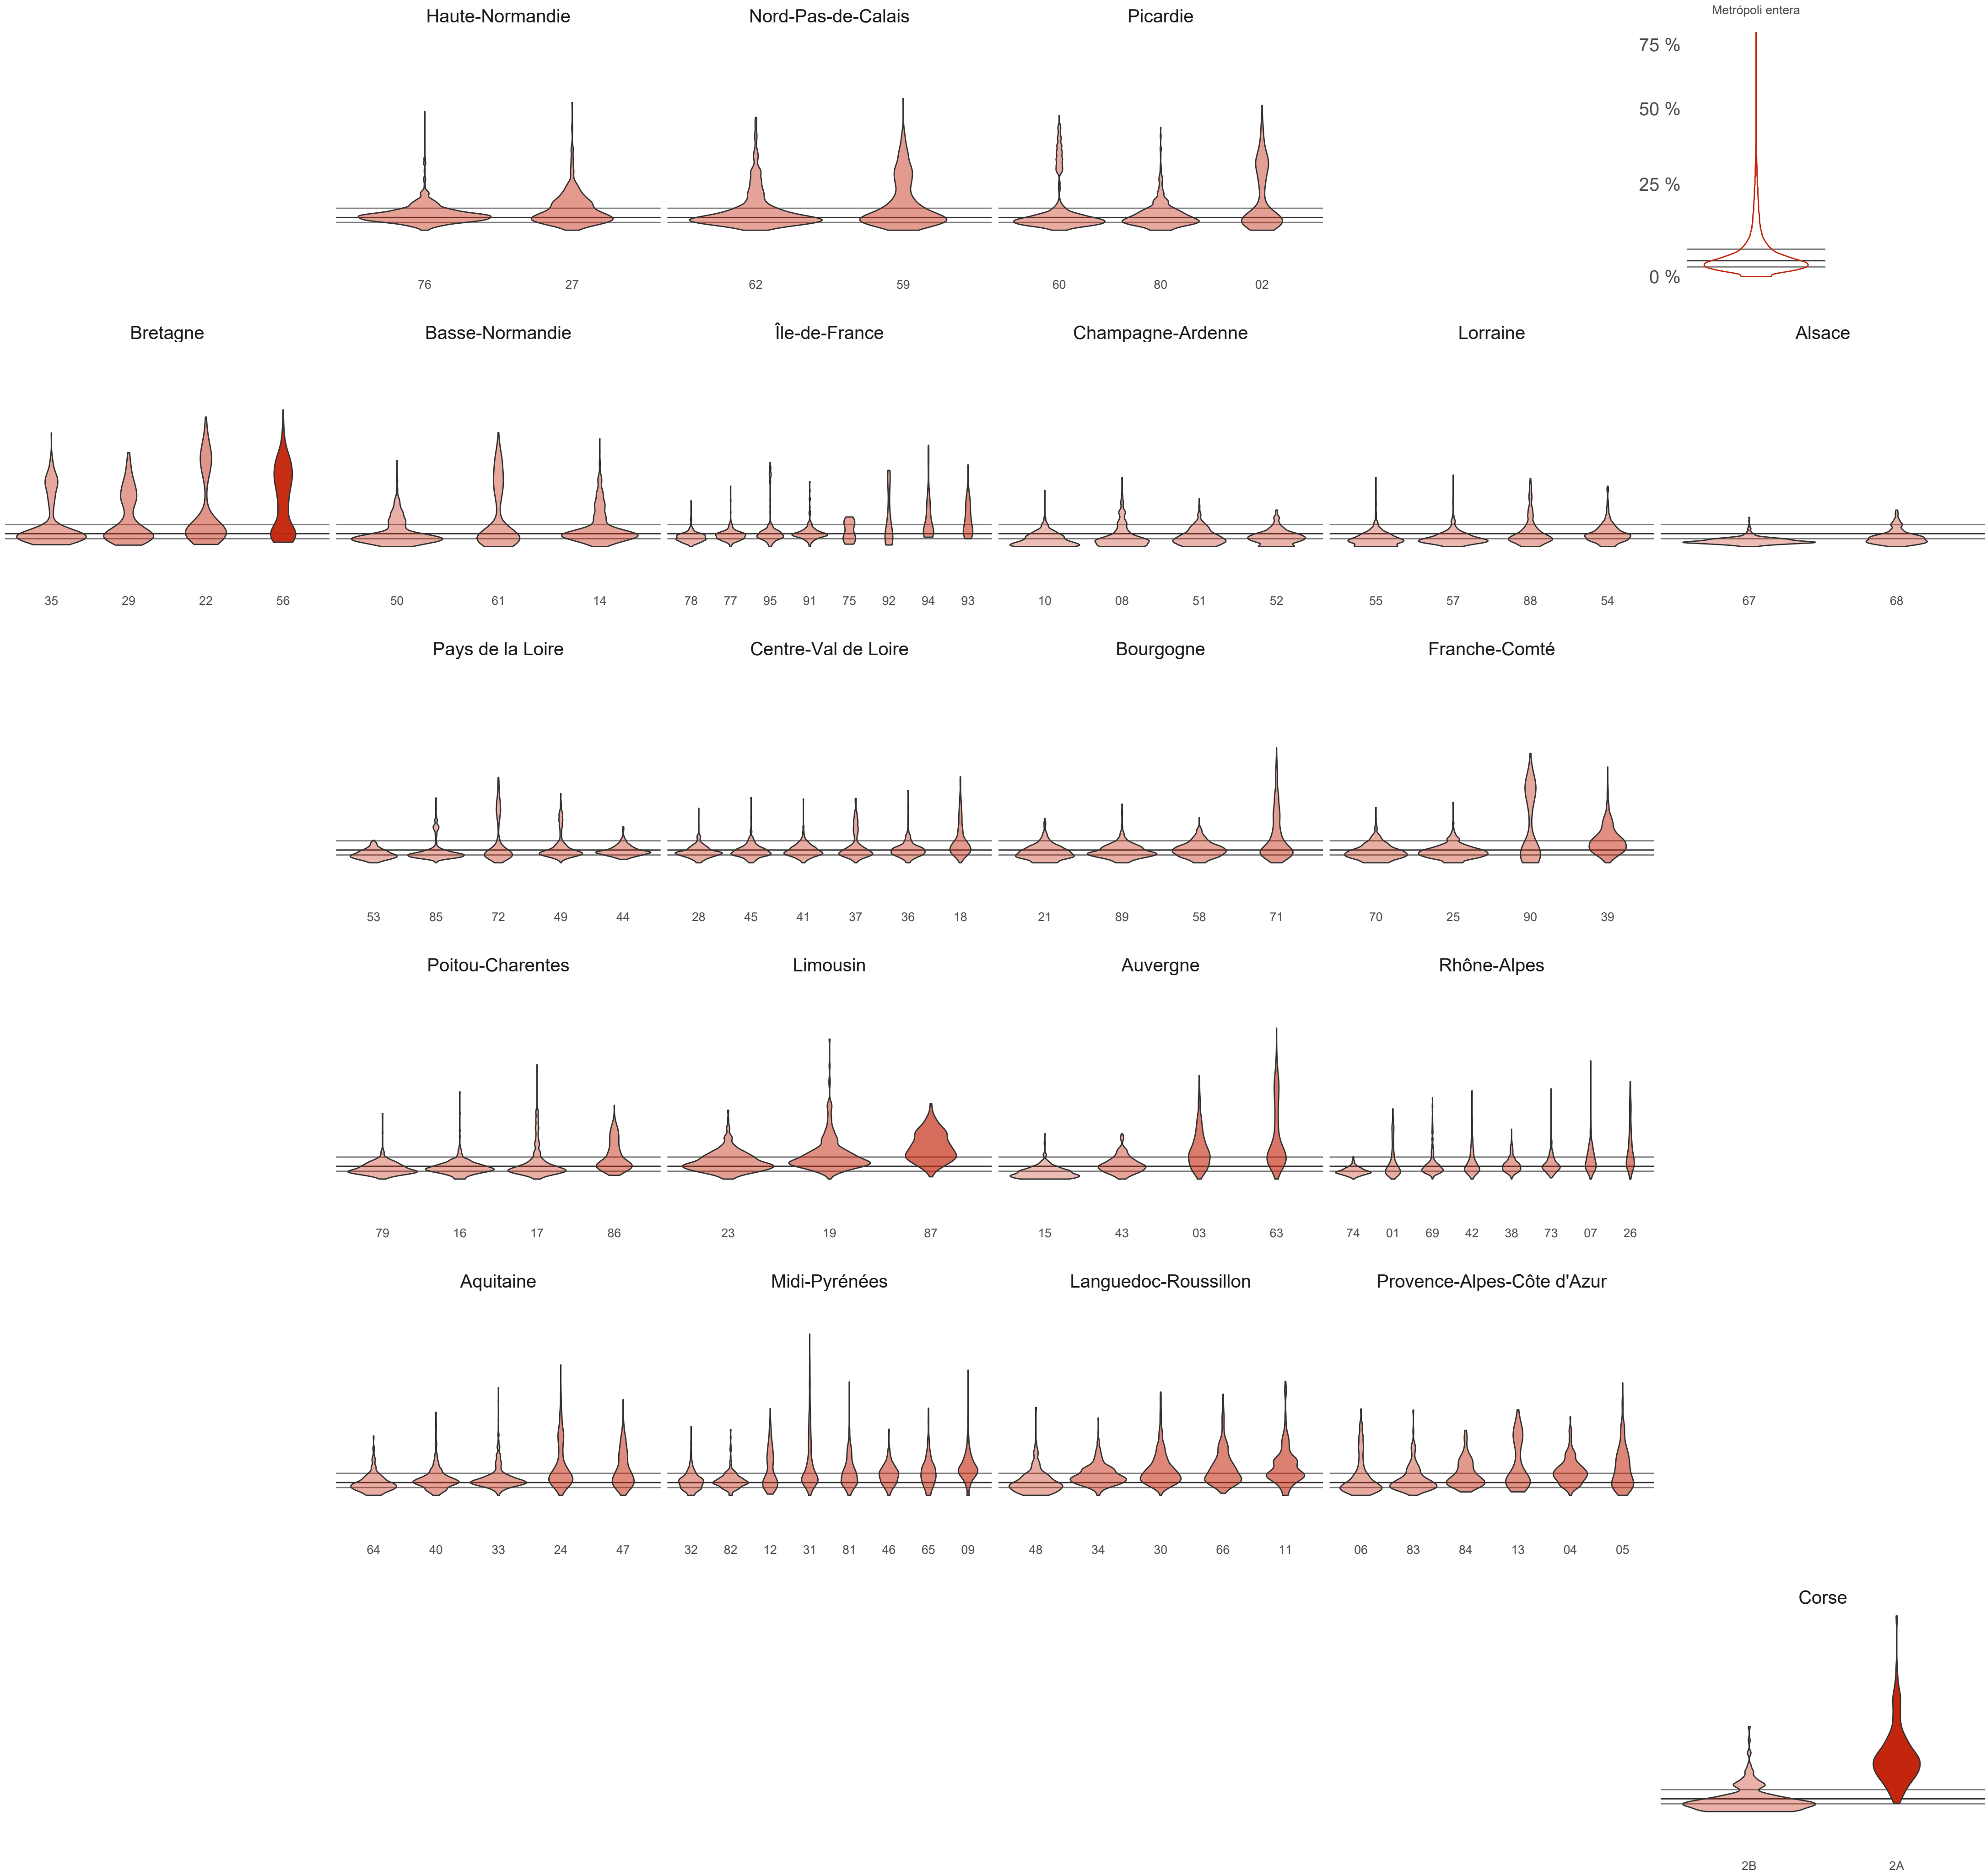 Haute-Normandie Nord-Pas-de-Calais Picardie Metrópoli entera
75 %
50 %
25 %
0 %
76 27 62 59 60 80 02
Bretagne Basse-Normandie Île-de-France Champagne-Ardenne Lorraine Alsace
35 29 22 56 50 61 14 78 77 95 91 75 92 94 93 10 08 51 52 55 57 88 54 67 68
Pays de la Loire Centre-Val de Loire Bourgogne Franche-Comté
53 85 72 49 44 28 45 41 37 36 18 21 89 58 71 70 25 90 39
Poitou-Charentes Limousin Auvergne Rhône-Alpes
79 16 17 86 23 19 87 15 43 03 63 74 01 69 42 38 73 07 26
Aquitaine Midi-Pyrénées Languedoc-Roussillon Provence-Alpes-Côte d'Azur
64 40 33 24 47 32 82 12 31 81 46 65 09 48 34 30 66 11 06 83 84 13 04 05
Corse
2B 2A